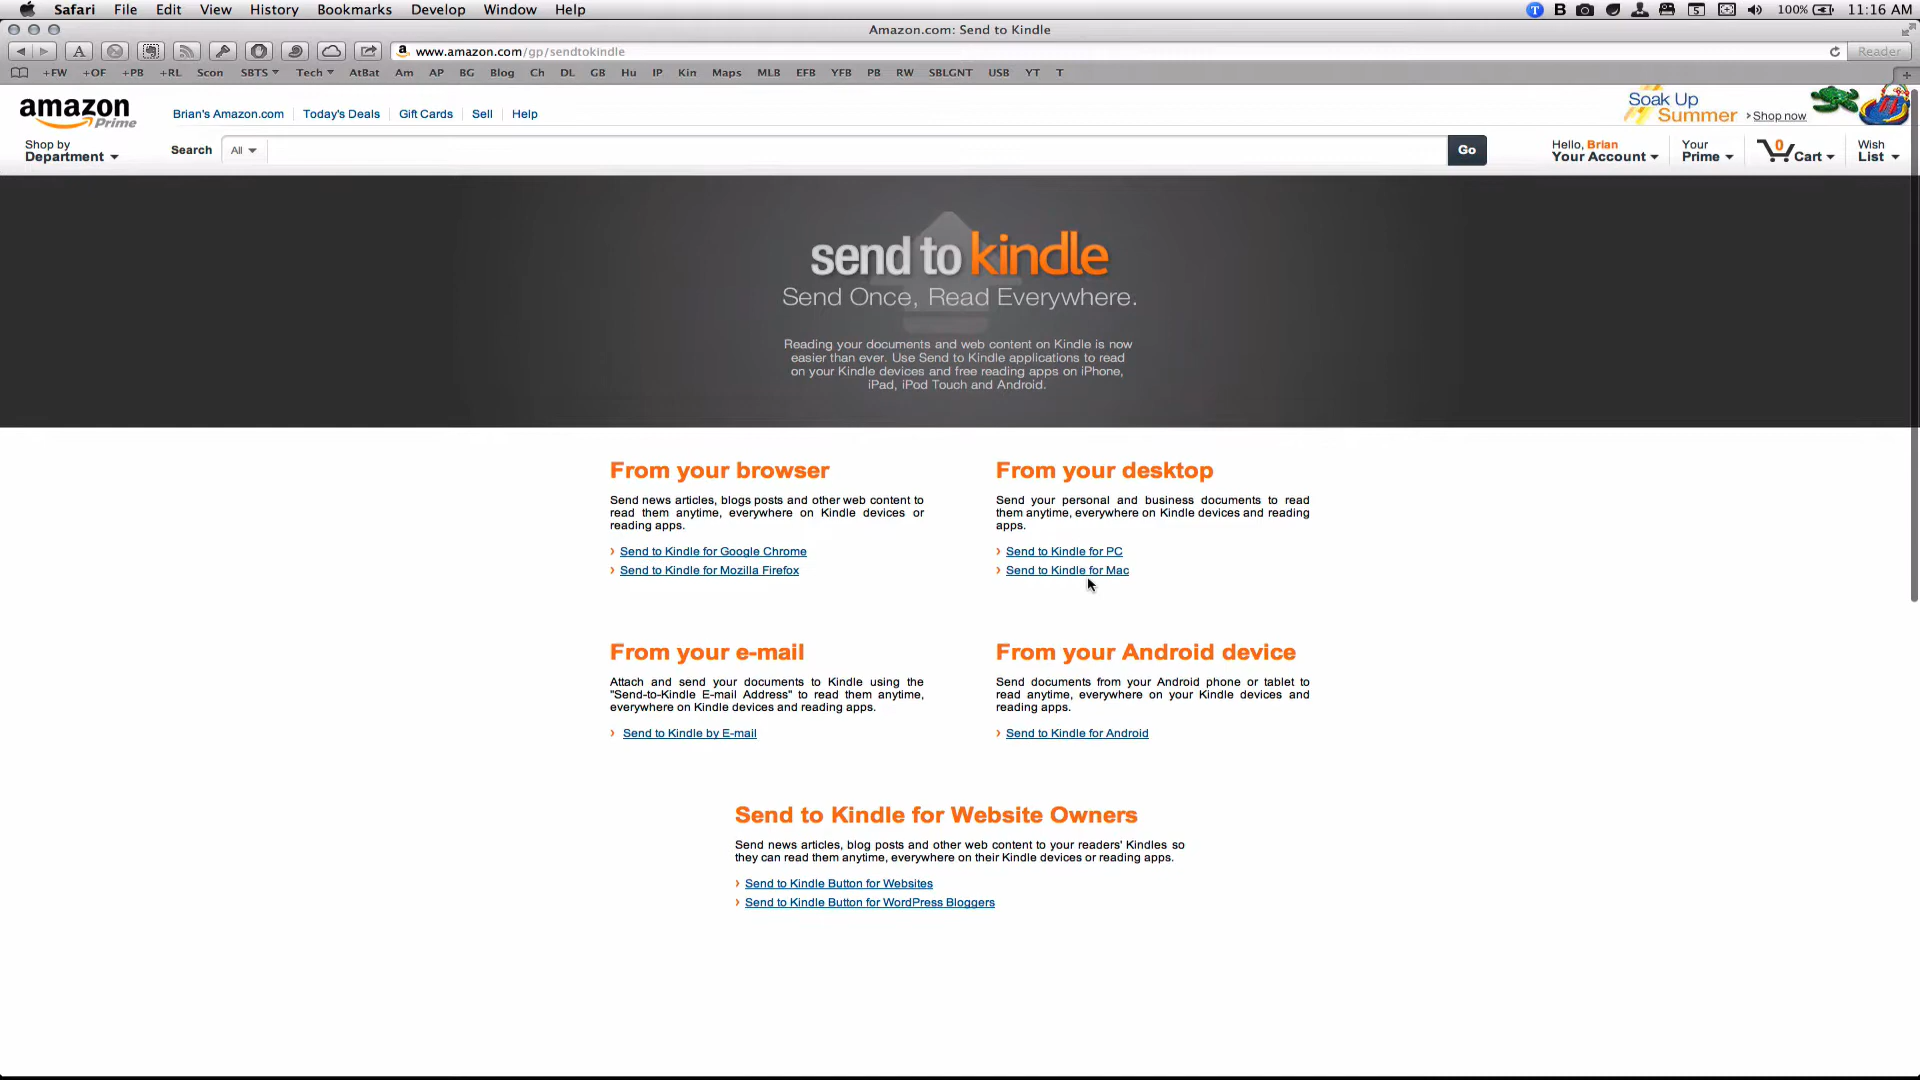 Safari File Edit View History Bookmarks Develop Window Help 100% 11:16 AM
Amazon.com: Send to Kindle
www.amazon.com/gp/sendtokindle Reader
+FW +OF +PB +RL Scon SBTS Tech AtBat Am AP BG Blog Ch DL GB Hu IP Kin Maps MLB EFB YFB PB RW SBLGNT USB YT T
amazon Prime
Brian's Amazon.com Today's Deals Gift Cards Sell Help
Soak Up
Summer › Shop now
Shop by
Department
Search All Go
Hello, Brian
Your Account
Your
Prime
0 Cart
Wish
List
send to kindle
Send Once, Read Everywhere.
Reading your documents and web content on Kindle is now
easier than ever. Use Send to Kindle applications to read
on your Kindle devices and free reading apps on iPhone,
iPad, iPod Touch and Android.
From your browser
Send news articles, blogs posts and other web content to
read them anytime, everywhere on Kindle devices or
reading apps.
› Send to Kindle for Google Chrome
› Send to Kindle for Mozilla Firefox
From your desktop
Send your personal and business documents to read
them anytime, everywhere on Kindle devices and reading
apps.
› Send to Kindle for PC
› Send to Kindle for Mac
From your e-mail
Attach and send your documents to Kindle using the
"Send-to-Kindle E-mail Address" to read them anytime,
everywhere on Kindle devices and reading apps.
› Send to Kindle by E-mail
From your Android device
Send documents from your Android phone or tablet to
read anytime, everywhere on your Kindle devices and
reading apps.
› Send to Kindle for Android
Send to Kindle for Website Owners
Send news articles, blog posts and other web content to your readers' Kindles so
they can read them anytime, everywhere on their Kindle devices or reading apps.
› Send to Kindle Button for Websites
› Send to Kindle Button for WordPress Bloggers